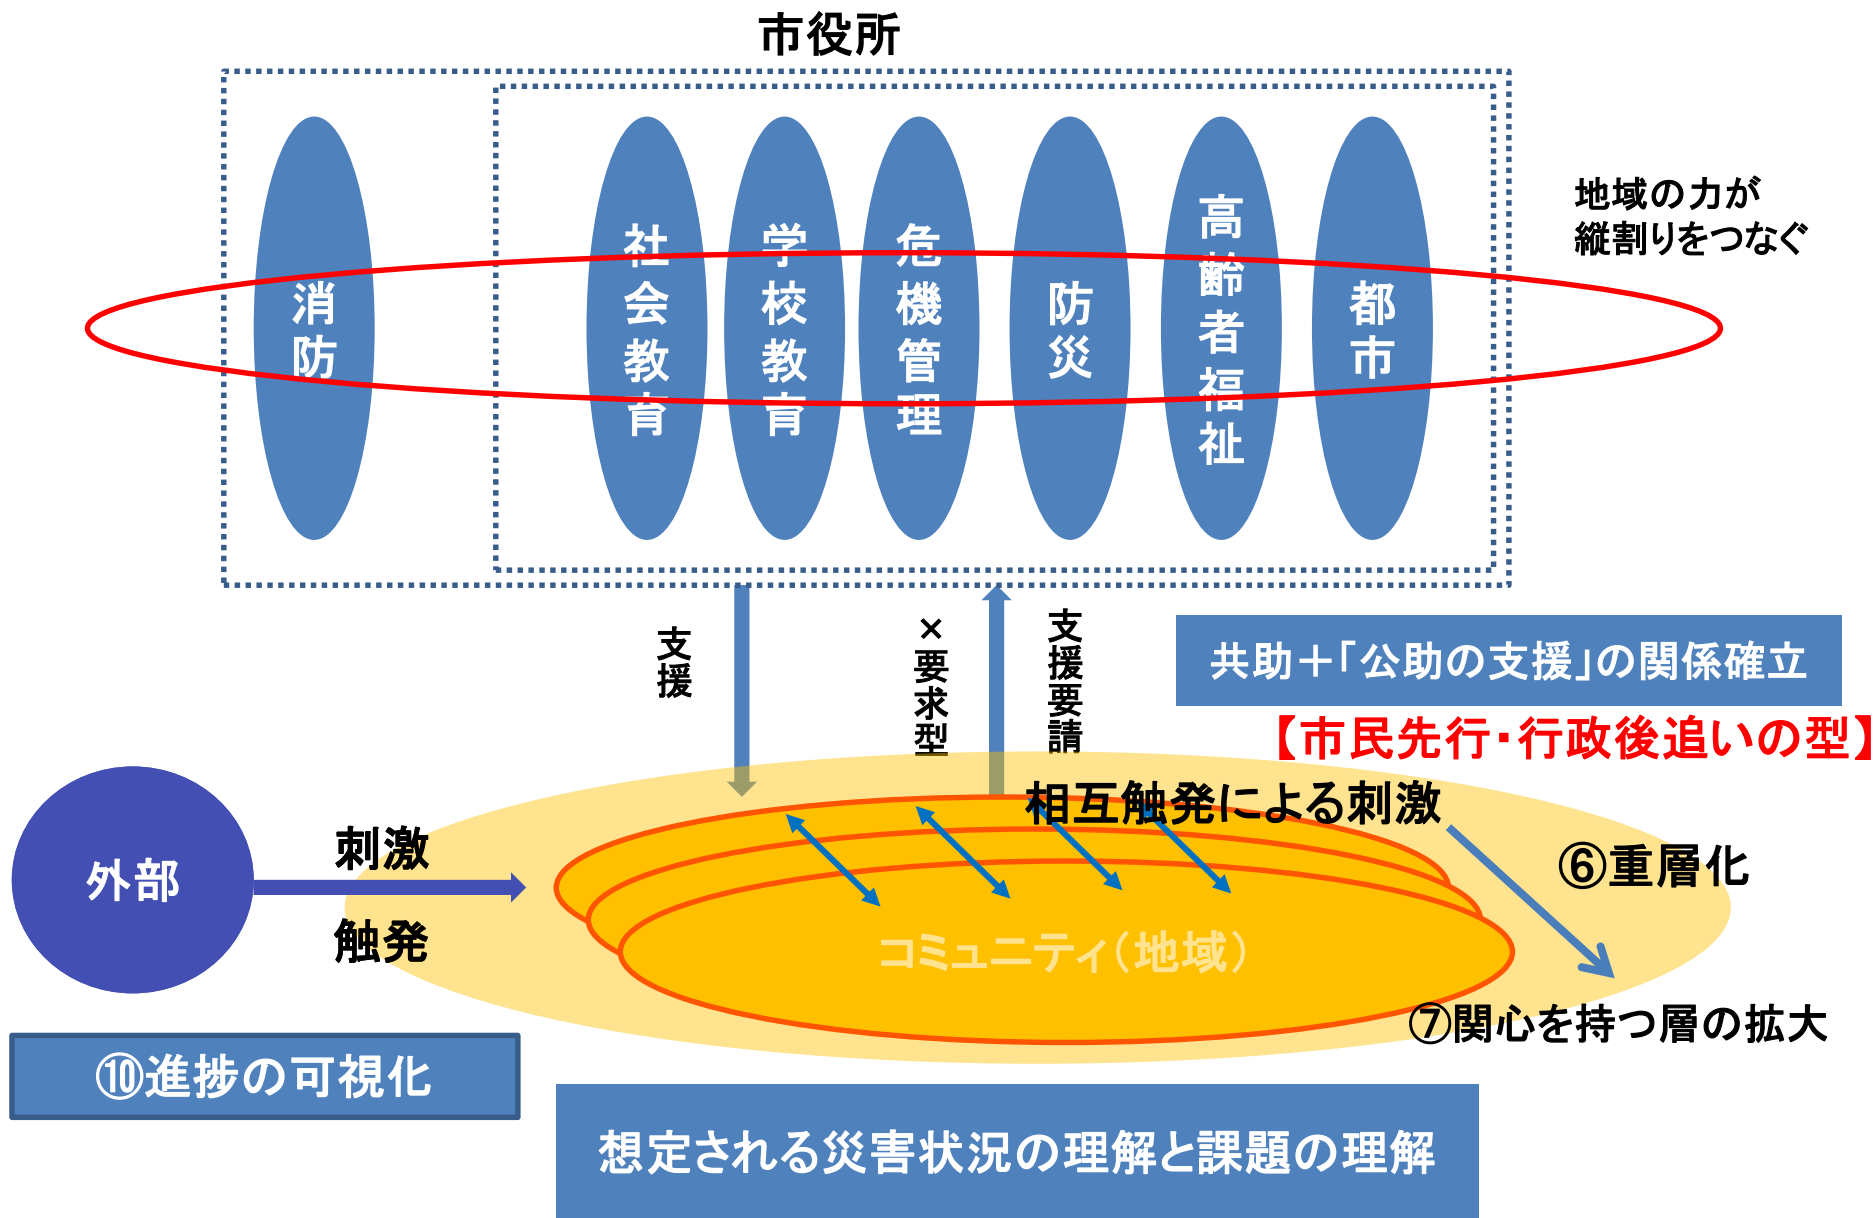 市役所
地域の力が
縦割りをつなぐ
消防
社会教育
学校教育
危機管理
防災
高齢者福祉
都市
支援
×要求型
支援要請
共助＋「公助の支援」の関係確立
【市民先行・行政後追いの型】
相互触発による刺激
外部
刺激
触発
⑥重層化
コミュニティ（地域）
⑦関心を持つ層の拡大
⑩進捗の可視化
想定される災害状況の理解と課題の理解